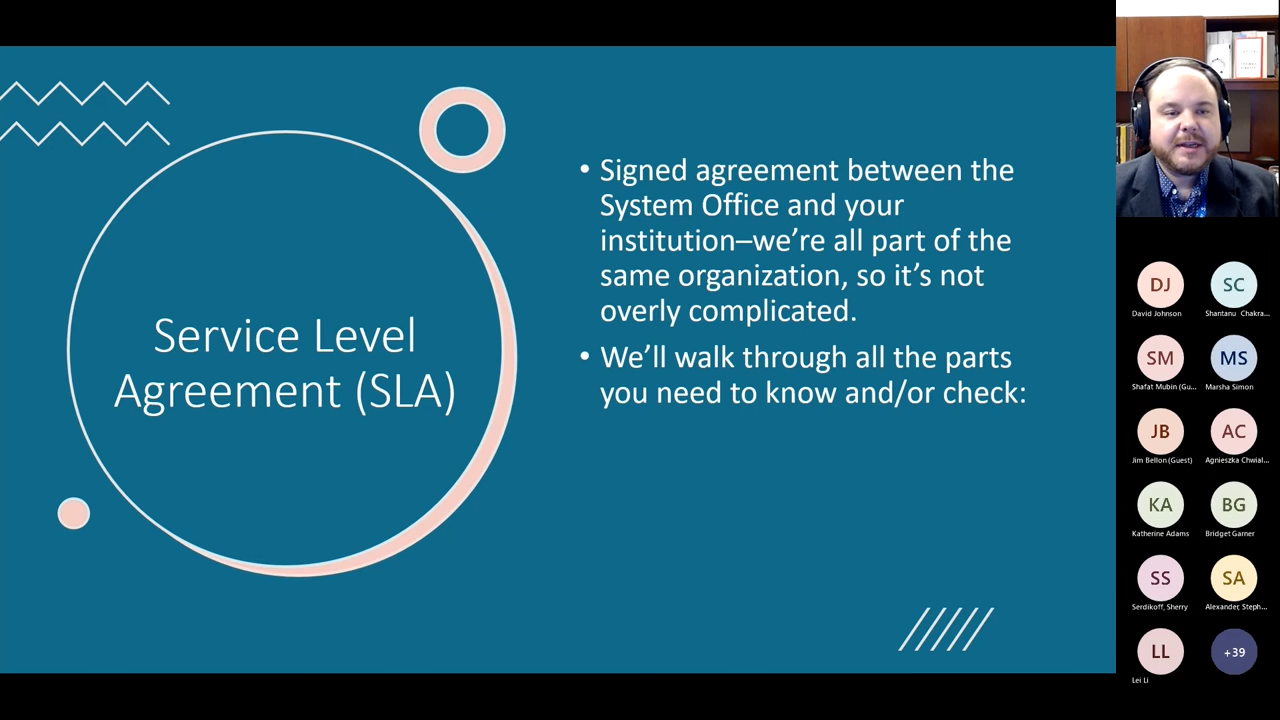 Service Level
Agreement (SLA)
• Signed agreement between the
System Office and your
institution–we’re all part of the
same organization, so it’s not
overly complicated.
• We’ll walk through all the parts
you need to know and/or check:
DJ
David Johnson
SC
Shantanu Chakra...
SM
Shafat Mubin (Gu...
MS
Marsha Simon
JB
Jim Bellon (Guest)
AC
Agnieszka Chwial...
KA
Katherine Adams
BG
Bridget Garner
SS
Serdikoff, Sherry
SA
Alexander, Steph...
LL
Lei Li
+39